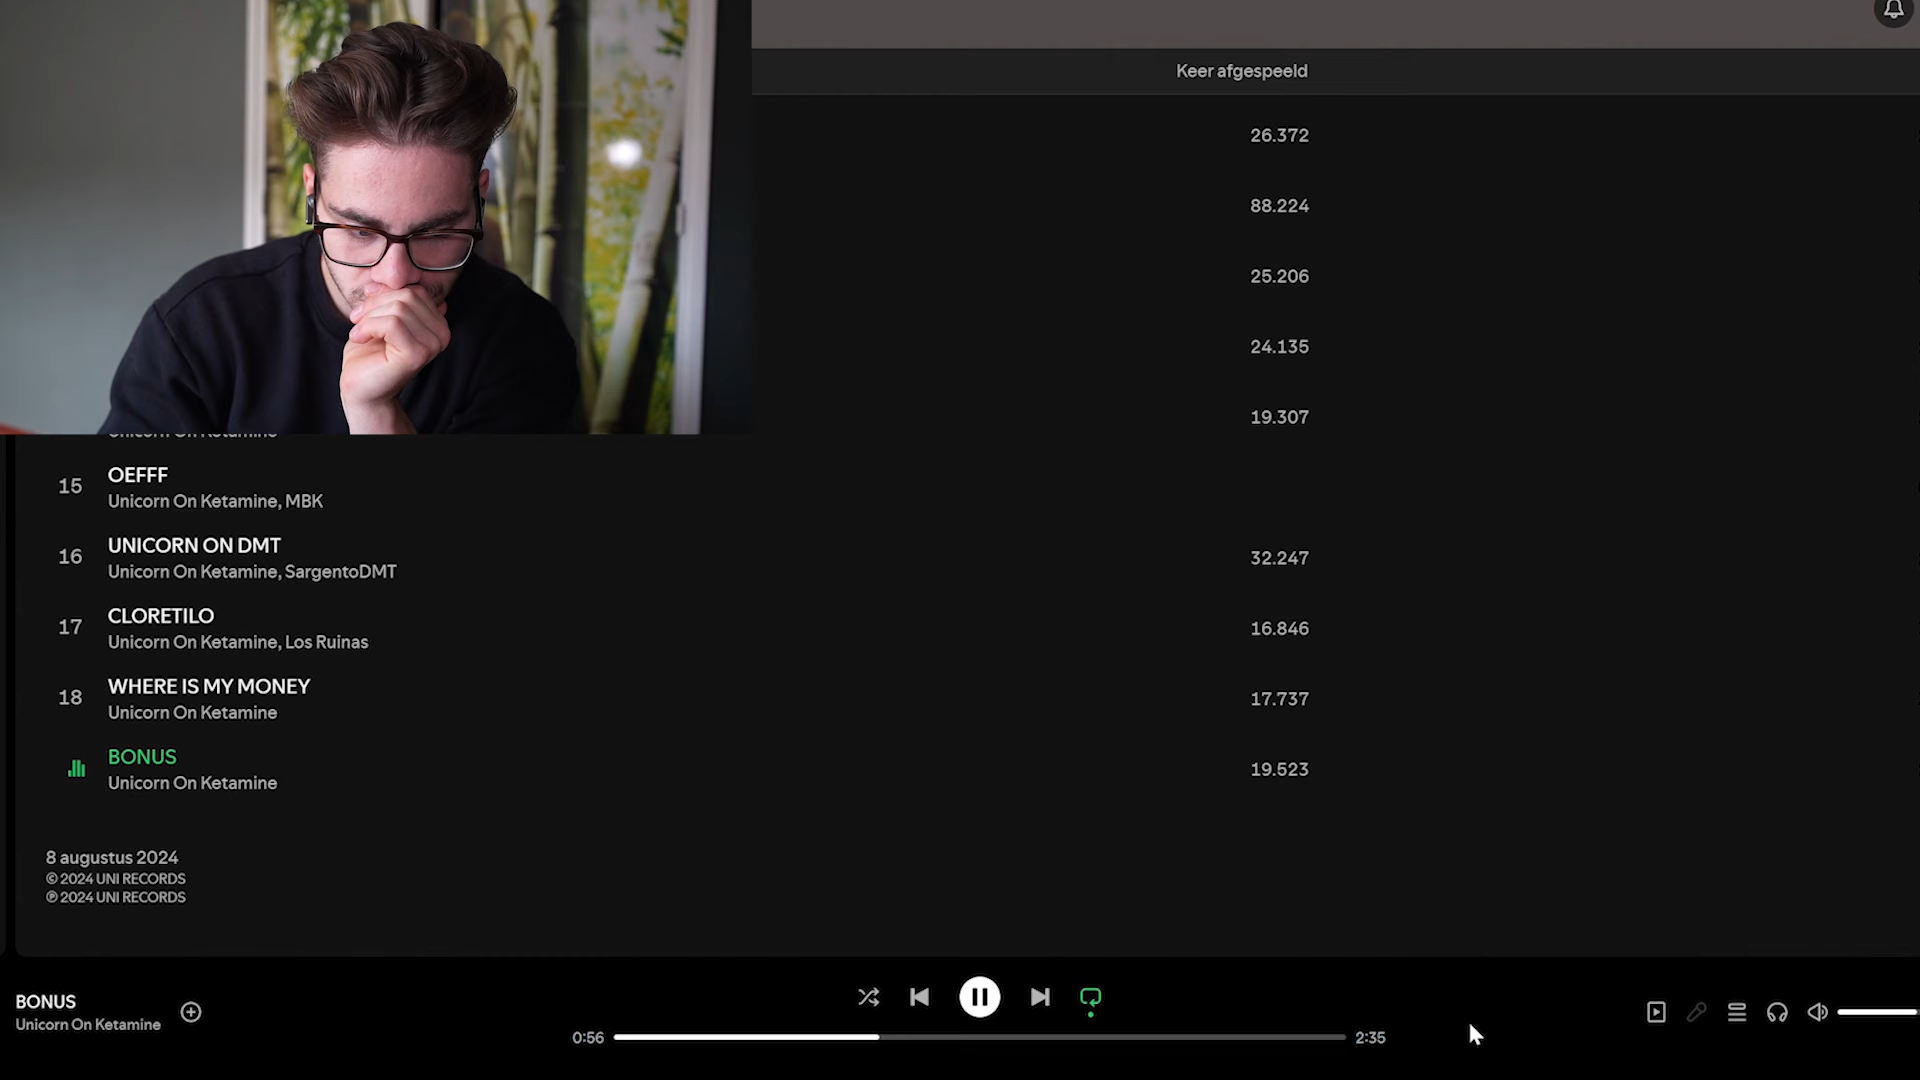 Keer afgespeeld
26.372
88.224
25.206
24.135
19.307
Unicorn On Ketamine
15
OEFFF
Unicorn On Ketamine, MBK
16
UNICORN ON DMT
Unicorn On Ketamine, SargentoDMT
32.247
17
CLORETILO
Unicorn On Ketamine, Los Ruinas
16.846
18
WHERE IS MY MONEY
Unicorn On Ketamine
17.737
BONUS
Unicorn On Ketamine
19.523
8 augustus 2024
© 2024 UNI RECORDS
℗ 2024 UNI RECORDS
BONUS
Unicorn On Ketamine
0:56
2:35